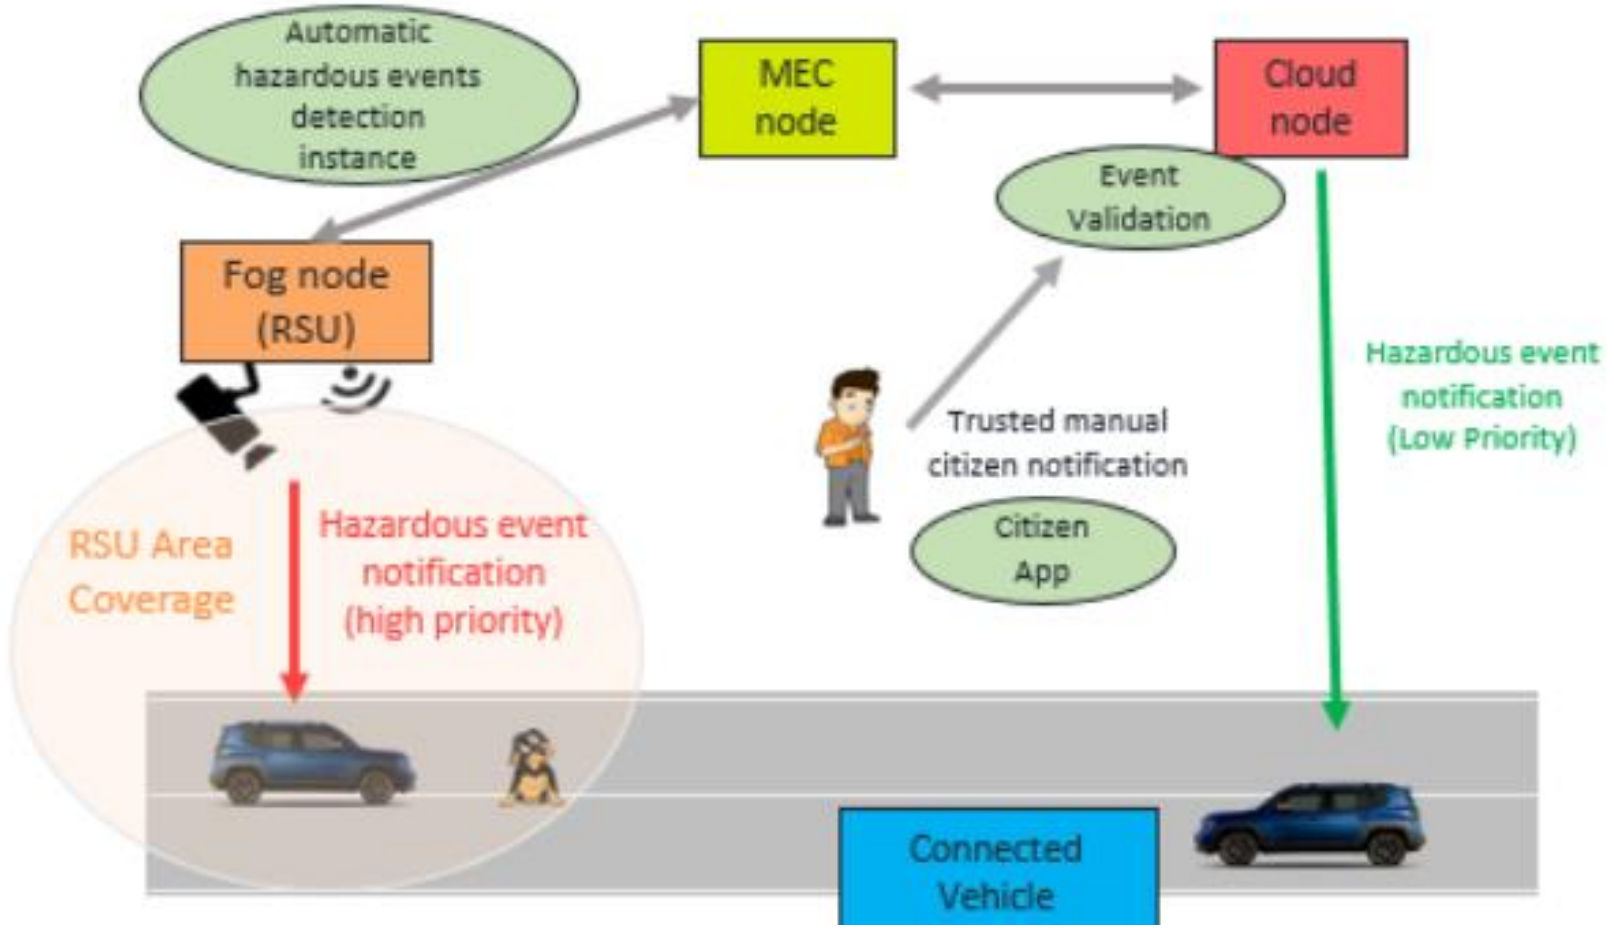 Automatic
hazardous events
detection
instance
MEC
node
Cloud
node
Event
Validation
Fog node
(RSU)
Hazardous event
notification
(Low Priority)
Trusted manual
citizen notification
Citizen
App
RSU Area
Coverage
Hazardous event
notification
(high priority)
Connected
Vehicle